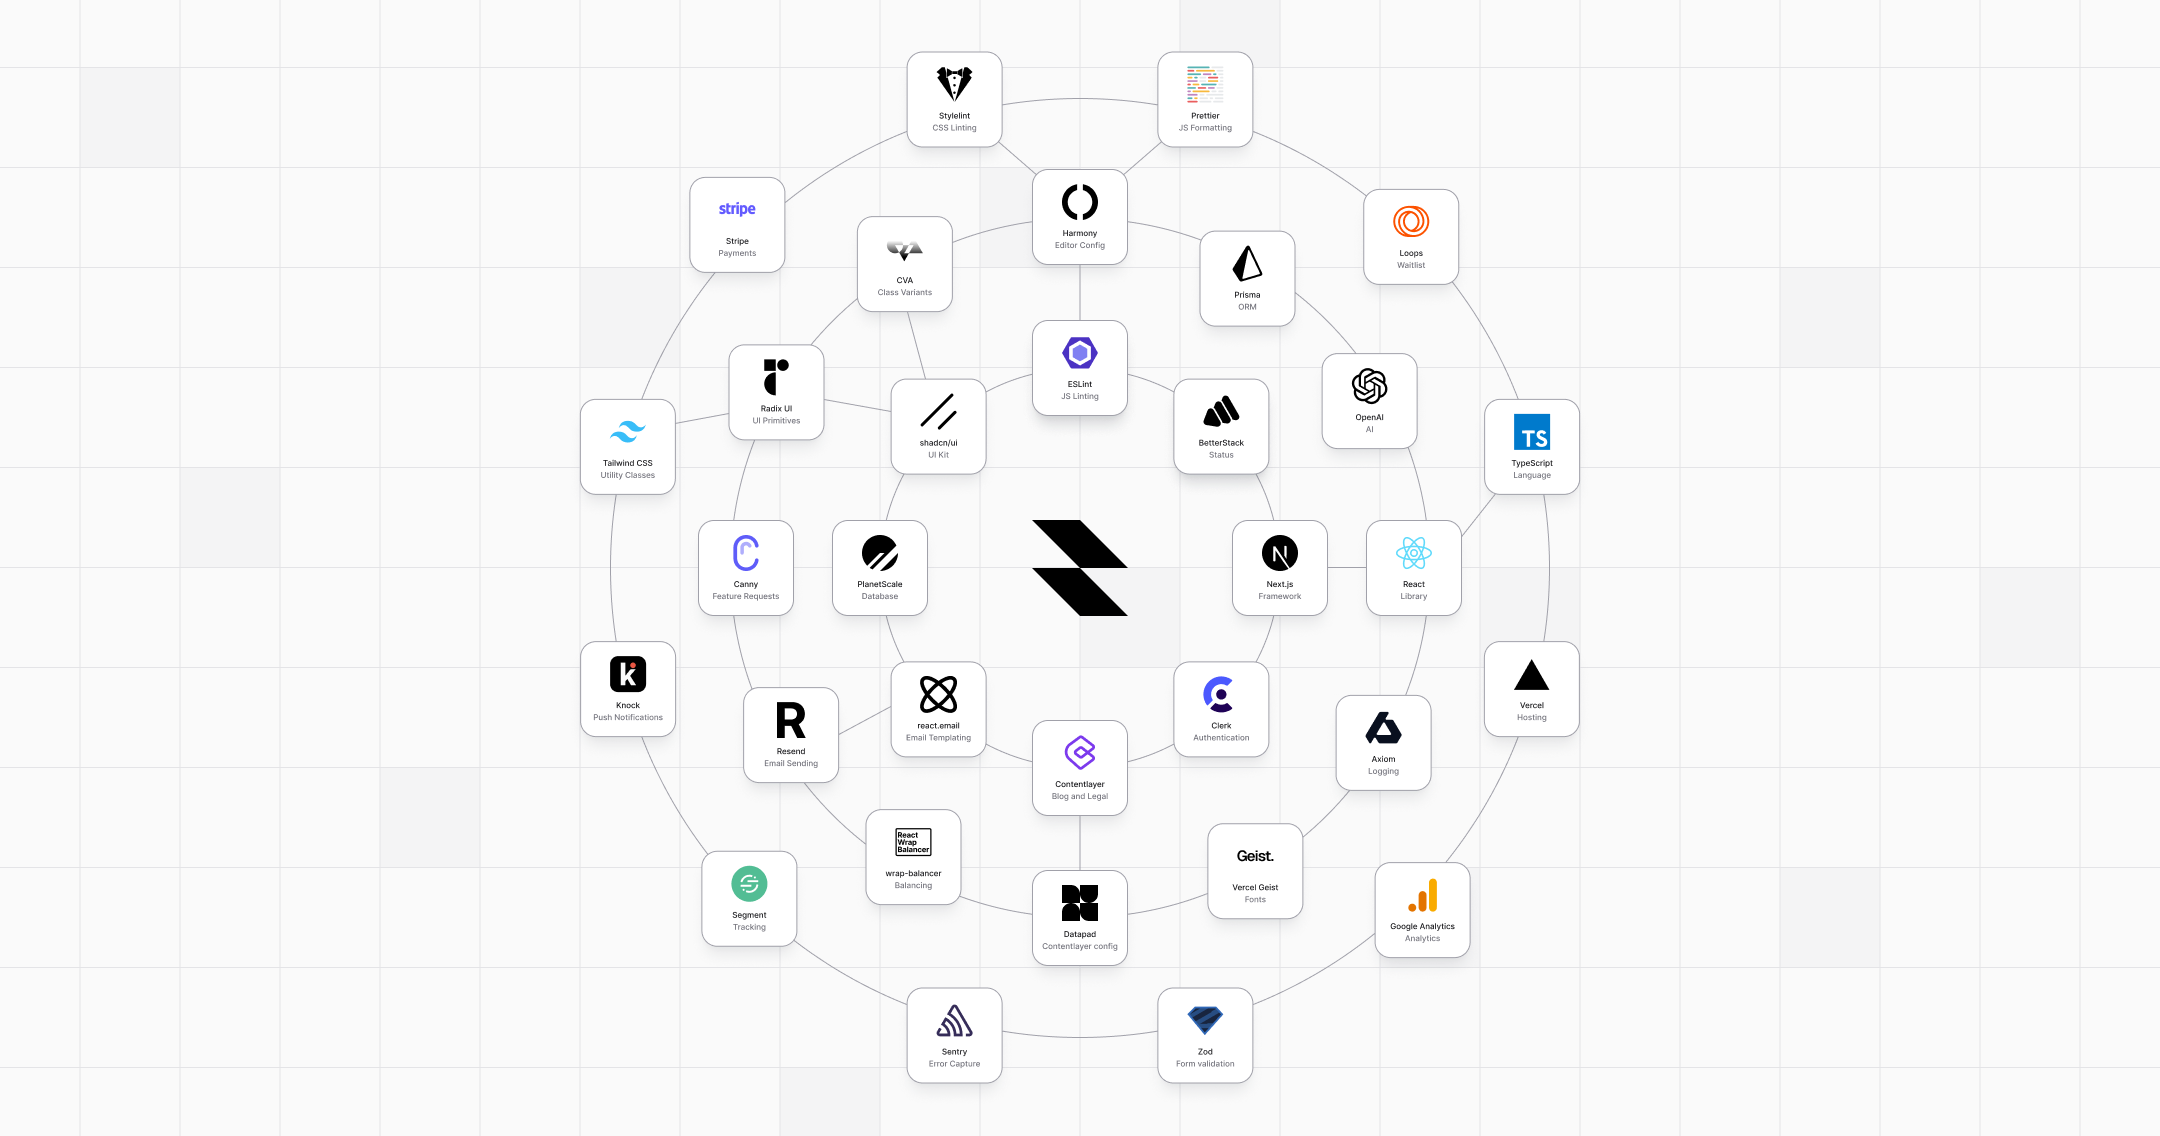 Stylelint
CSS Linting
Prettier
JS Formatting
stripe
Stripe
Payments
Harmony
Editor Config
Loops
Waitlist
CVA
Class Variants
Prisma
ORM
ESLint
JS Linting
Radix UI
UI Primitives
OpenAI
AI
shadcn/ui
UI Kit
BetterStack
Status
Tailwind CSS
Utility Classes
TS
TypeScript
Language
Canny
Feature Requests
PlanetScale
Database
N
Next.js
Framework
React
Library
k
Knock
Push Notifications
Vercel
Hosting
R
Resend
Email Sending
react.email
Email Templating
Clerk
Authentication
Axiom
Logging
Contentlayer
Blog and Legal
React
Wrap
Balancer
wrap-balancer
Balancing
Geist.
Vercel Geist
Fonts
Segment
Tracking
Datapad
Contentlayer config
Google Analytics
Analytics
Sentry
Error Capture
Zod
Form validation